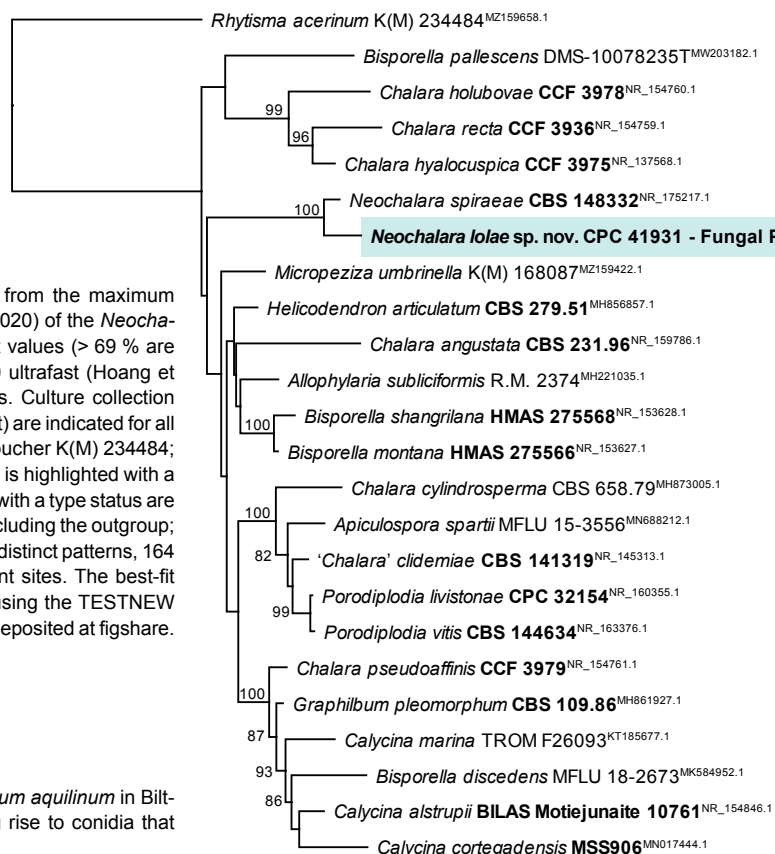 Rhytisma acerinum K(M) 234484MZ159658.1
Bisporella pallescens DMS-10078235TMW203182.1
99
Chalara holubovae CCF 3978NR_154760.1
96
Chalara recta CCF 3936NR_154759.1
Chalara hyalocuspica CCF 3975NR_137568.1
100
Neochalara spiraeae CBS 148332NR_175217.1
Neochalara lolae sp. nov. CPC 41931 - Fungal
Micropeziza umbrinella K(M) 168087MZ159422.1
Helicodendron articulatum CBS 279.51MH856857.1
Chalara angustata CBS 231.96NR_159786.1
Allophylaria subliciformis R.M. 2374MH221035.1
100
Bisporella shangrilana HMAS 275568NR_153628.1
Bisporella montana HMAS 275566NR_153627.1
100
Chalara cylindrosperma CBS 658.79MH873005.1
82
Apiculospora spartii MFLU 15-3556MN688212.1
'Chalara' clidemiae CBS 141319NR_145313.1
99
Porodiplodia livistonae CPC 32154NR_160355.1
Porodiplodia vitis CBS 144634NR_163376.1
100
Chalara pseudoaffinis CCF 3979NR_154761.1
87
Graphilbum pleomorphum CBS 109.86MH861927.1
93
Calycina marina TROM F26093KT185677.1
86
Bisporella discedens MFLU 18-2673MK584952.1
Calycina alstrupii BILAS Motiejunaite 10761NR_154846.1
Calycina cortegadensis MSS906MN017444.1
from the maximum
020) of the Neocha-
values (> 69 % are
ultrafast (Hoang et
s. Culture collection
t) are indicated for all
oucher K(M) 234484;
is highlighted with a
with a type status are
cluding the outgroup;
distinct patterns, 164
nt sites. The best-fit
using the TESTNEW
deposited at figshare.
um aquilinum in Bilt-
rise to conidia that